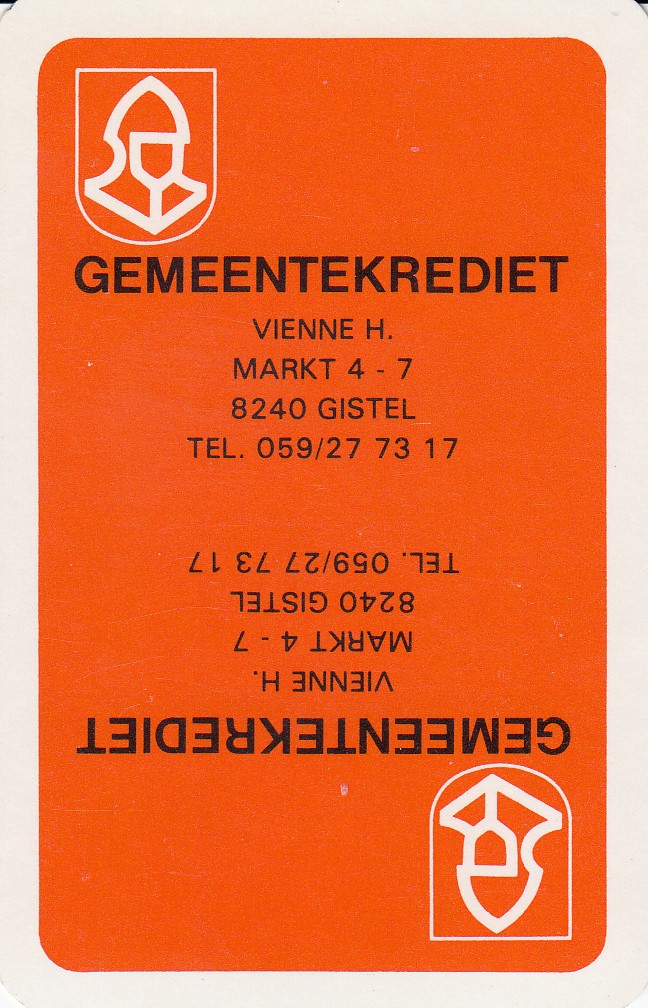 GEMEENTEKREDIET
VIENNE H.
MARKT 4 - 7
8240 GISTEL
TEL. 059/27 73 17
TEL. 059/27 73 17
8240 GISTEL
MARKT 4 - 7
VIENNE H.
GEMEENTEKREDIET